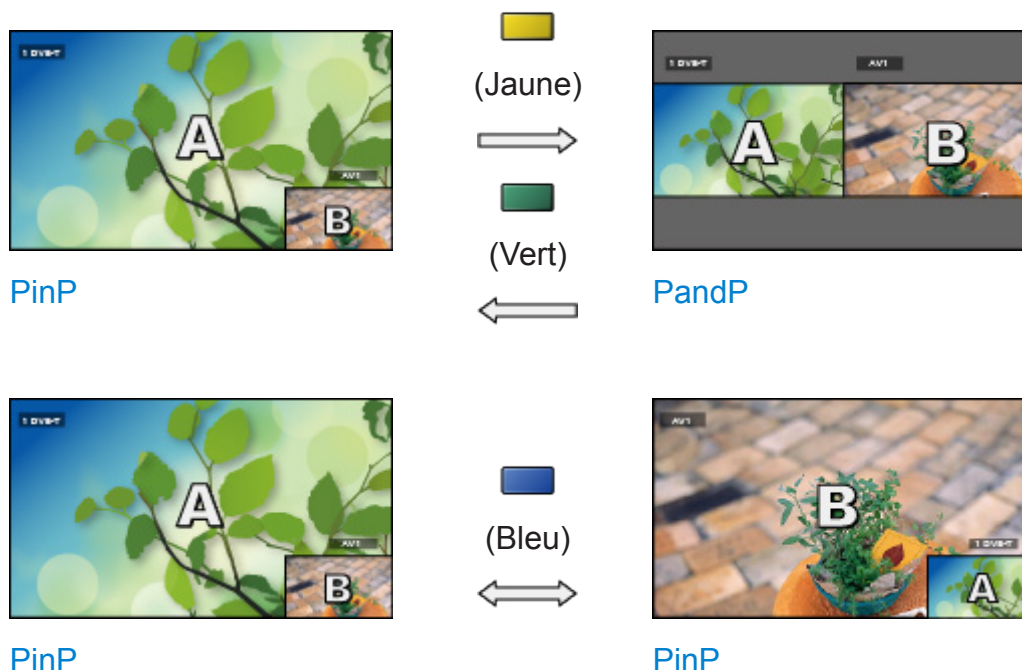 1 DVB-T
A
AV1
B
PinP
(Jaune)
(Vert)
1 DVB-T
AV1
A
B
PandP
1 DVB-T
A
AV1
B
PinP
(Bleu)
AV1
B
1 DVB-T
A
PinP